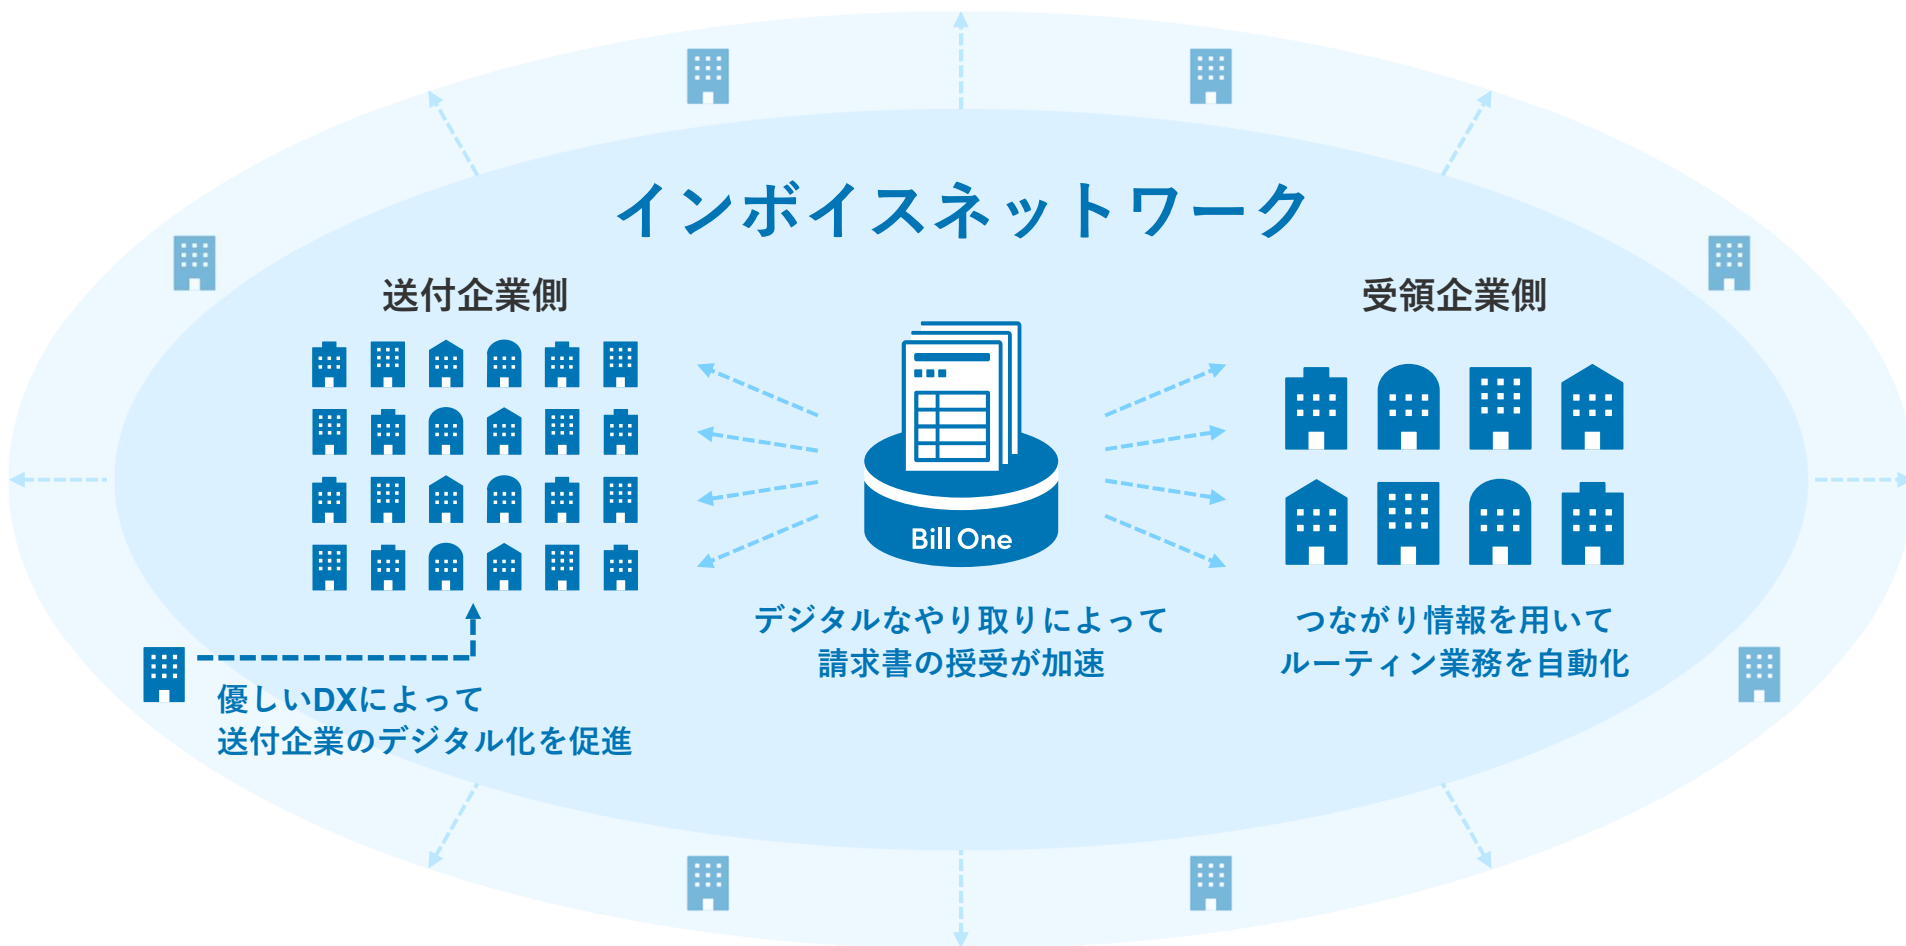 インボイスネットワーク
送付企業側
受領企業側
Bill One
デジタルなやり取りによって
請求書の授受が加速
つながり情報を用いて
ルーティン業務を自動化
優しいDXによって
送付企業のデジタル化を促進